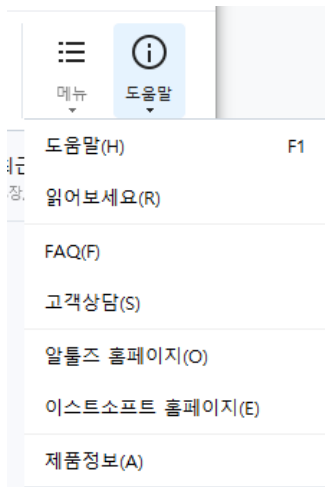 메뉴 도움말
도움말(H) F1
읽어보세요(R)
FAQ(F)
고객상담(S)
알툴즈 홈페이지(O)
이스트소프트 홈페이지(E)
제품정보(A)